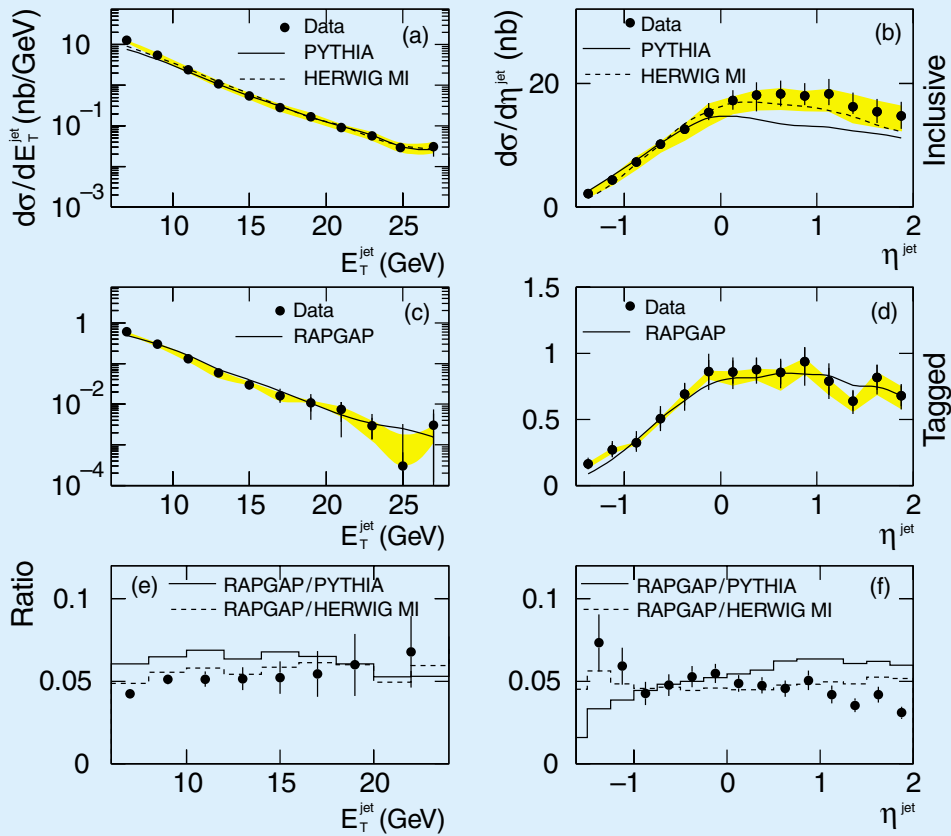 dσ/dE_T^jet (nb/GeV)
10
10⁻¹
10⁻³
Data
PYTHIA
HERWIG MI
(a)
10 15 20 25
E_T^jet (GeV)
dσ/dη^jet (nb)
20
0
Data
PYTHIA
HERWIG MI
(b)
−1 0 1 2
η^jet
Inclusive
1
10⁻²
10⁻⁴
Data
RAPGAP
(c)
10 15 20 25
E_T^jet (GeV)
1.5
1
0.5
0
Data
RAPGAP
(d)
−1 0 1 2
η^jet
Tagged
Ratio
0.1
0.05
0
(e)
RAPGAP/PYTHIA
RAPGAP/HERWIG MI
10 15 20
E_T^jet (GeV)
0.1
0.05
0
RAPGAP/PYTHIA
RAPGAP/HERWIG MI
(f)
−1 0 1 2
η^jet